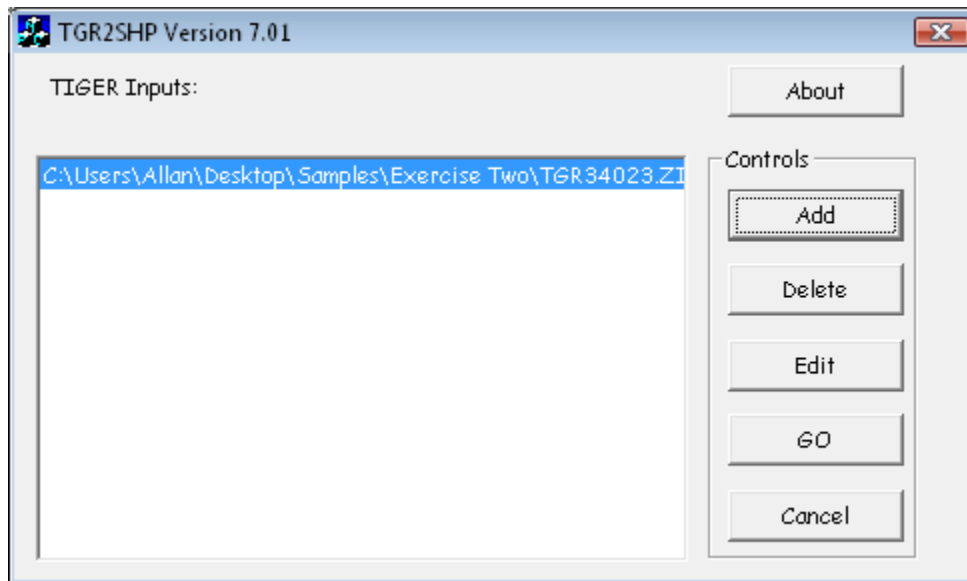 TGR2SHP Version 7.01
TIGER Inputs:
About
C:\Users\Allan\Desktop\Samples\Exercise Two\TGR34023.ZI
Controls
Add
Delete
Edit
GO
Cancel